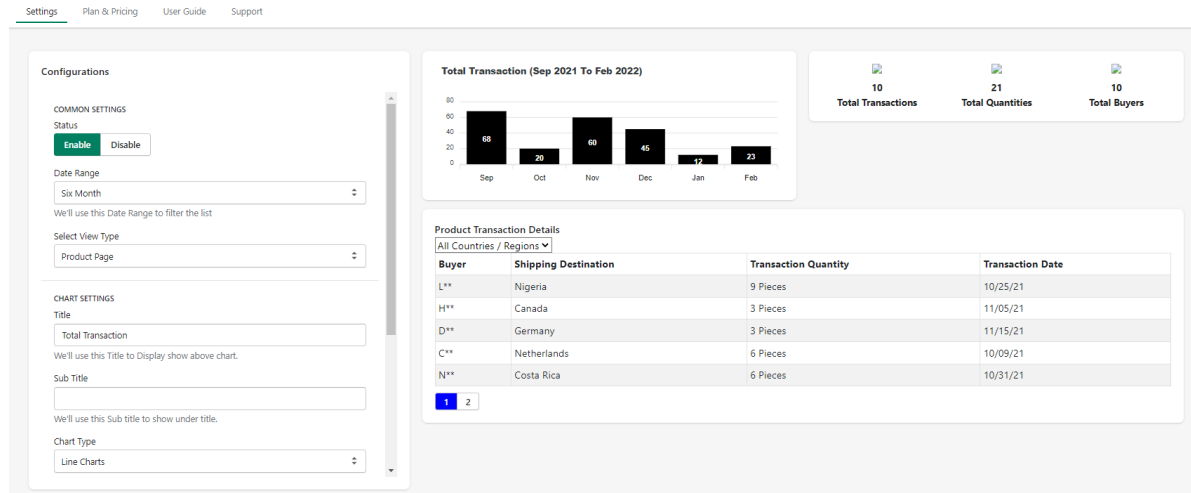 Settings Plan & Pricing User Guide Support
Configurations
COMMON SETTINGS
Status
Enable Disable
Date Range
Six Month
We'll use this Date Range to filter the list
Select View Type
Product Page
CHART SETTINGS
Title
Total Transaction
We'll use this Title to Display show above chart.
Sub Title
We'll use this Sub title to show under title.
Chart Type
Line Charts
Total Transaction (Sep 2021 To Feb 2022)
80
60
40
20
0
68 20 60 45 12 23
Sep Oct Nov Dec Jan Feb
10 21 10
Total Transactions Total Quantities Total Buyers
Product Transaction Details
All Countries / Regions
Buyer Shipping Destination Transaction Quantity Transaction Date
L** Nigeria 9 Pieces 10/25/21
H** Canada 3 Pieces 11/05/21
D** Germany 3 Pieces 11/15/21
C** Netherlands 6 Pieces 10/09/21
N** Costa Rica 6 Pieces 10/31/21
1 2